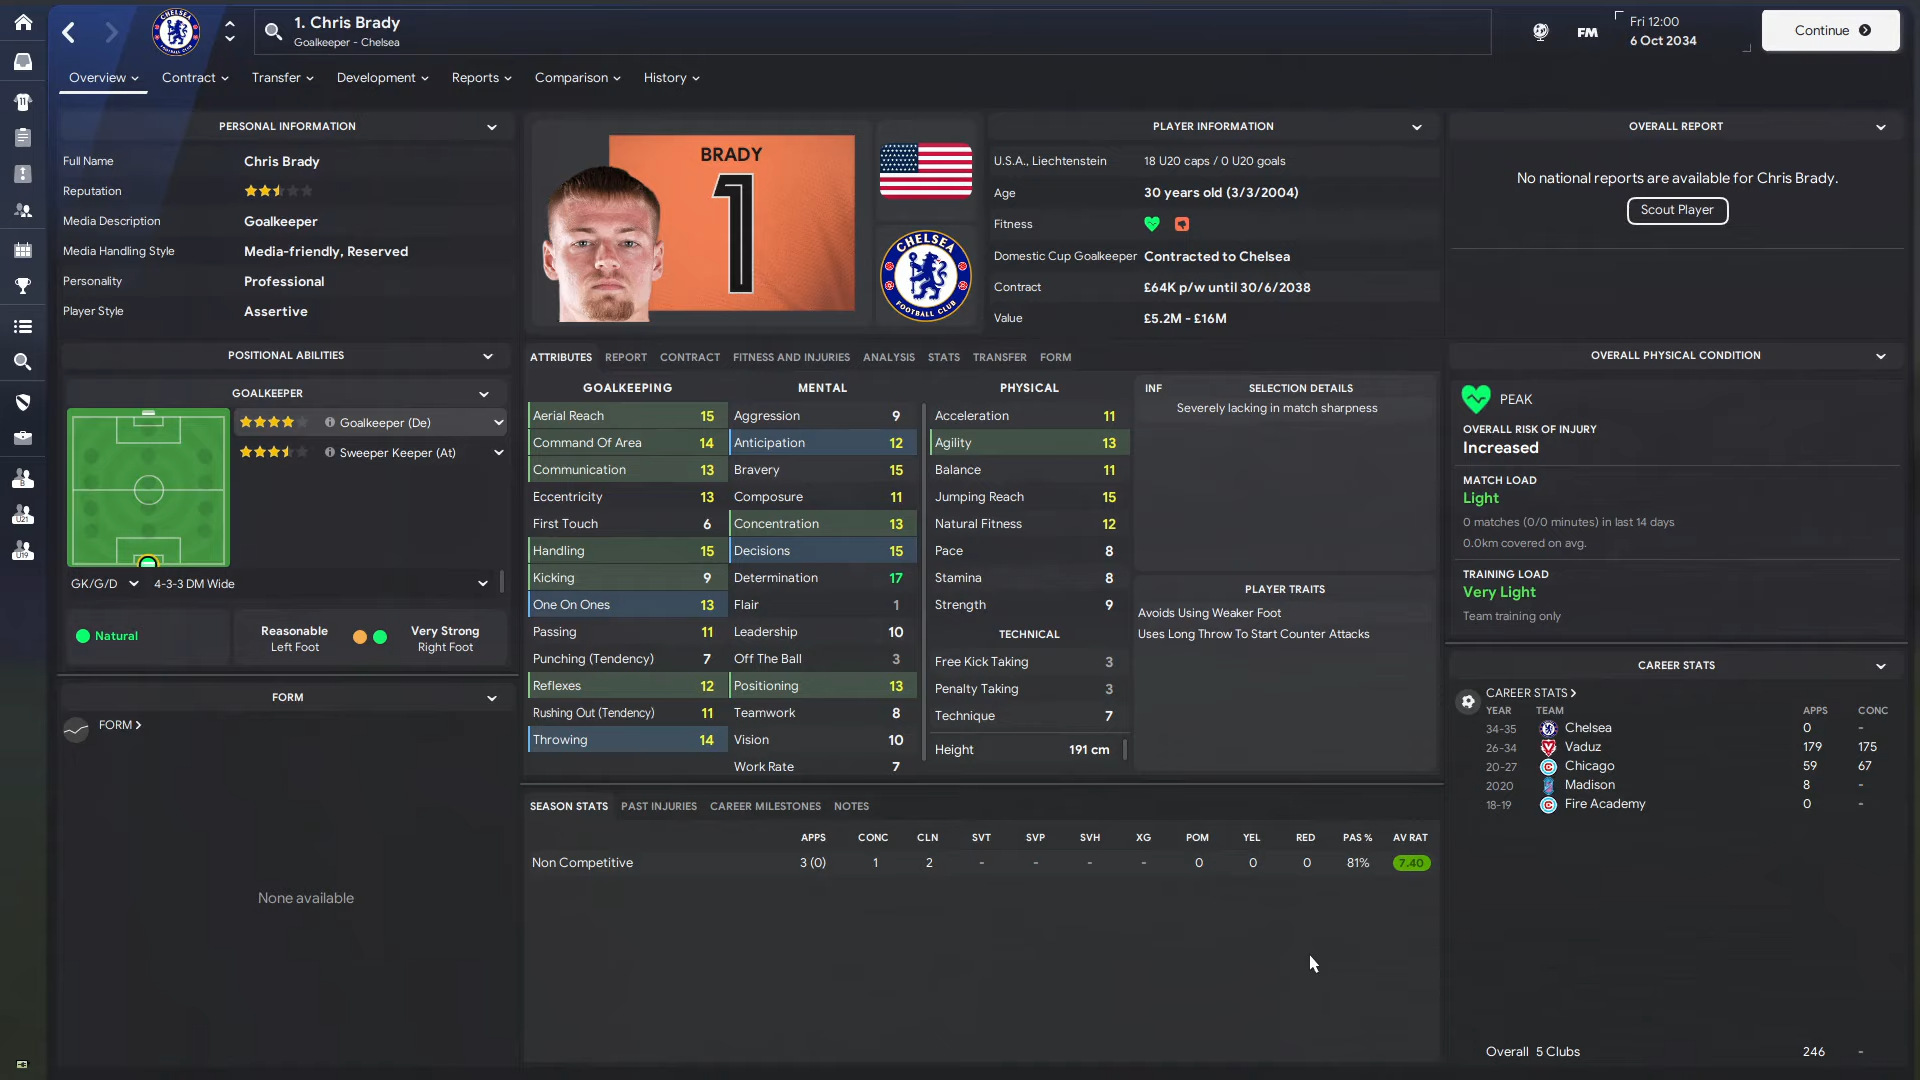 1. Chris Brady
Goalkeeper - Chelsea
FM
Fri 12:00
6 Oct 2034
Continue
Overview
Contract
Transfer
Development
Reports
Comparison
History
PERSONAL INFORMATION
Full Name Chris Brady
Reputation
Media Description Goalkeeper
Media Handling Style Media-friendly, Reserved
Personality Professional
Player Style Assertive
POSITIONAL ABILITIES
GOALKEEPER
Goalkeeper (De)
Sweeper Keeper (At)
GK/G/D 4-3-3 DM Wide
Natural
Reasonable
Left Foot
Very Strong
Right Foot
FORM
FORM
None available
BRADY
1
CHELSEA
FOOTBALL CLUB
PLAYER INFORMATION
U.S.A., Liechtenstein 18 U20 caps / 0 U20 goals
Age 30 years old (3/3/2004)
Fitness
Domestic Cup Goalkeeper Contracted to Chelsea
Contract £64K p/w until 30/6/2038
Value £5.2M - £16M
ATTRIBUTES REPORT CONTRACT FITNESS AND INJURIES ANALYSIS STATS TRANSFER FORM
GOALKEEPING
Aerial Reach 15
Command Of Area 14
Communication 13
Eccentricity 13
First Touch 6
Handling 15
Kicking 9
One On Ones 13
Passing 11
Punching (Tendency) 7
Reflexes 12
Rushing Out (Tendency) 11
Throwing 14
MENTAL
Aggression 9
Anticipation 12
Bravery 15
Composure 11
Concentration 13
Decisions 15
Determination 17
Flair 1
Leadership 10
Off The Ball 3
Positioning 13
Teamwork 8
Vision 10
Work Rate 7
PHYSICAL
Acceleration 11
Agility 13
Balance 11
Jumping Reach 15
Natural Fitness 12
Pace 8
Stamina 8
Strength 9
TECHNICAL
Free Kick Taking 3
Penalty Taking 3
Technique 7
Height 191 cm
INF SELECTION DETAILS
Severely lacking in match sharpness
PLAYER TRAITS
Avoids Using Weaker Foot
Uses Long Throw To Start Counter Attacks
SEASON STATS PAST INJURIES CAREER MILESTONES NOTES
APPS CONC CLN SVT SVP SVH XG POM YEL RED PAS % AV RAT
Non Competitive 3 (0) 1 2 - - - - 0 0 0 81% 7.40
OVERALL REPORT
No national reports are available for Chris Brady.
Scout Player
OVERALL PHYSICAL CONDITION
PEAK
OVERALL RISK OF INJURY
Increased
MATCH LOAD
Light
0 matches (0/0 minutes) in last 14 days
0.0km covered on avg.
TRAINING LOAD
Very Light
Team training only
CAREER STATS
CAREER STATS
YEAR TEAM APPS CONC
34-35 Chelsea 0 -
26-34 Vaduz 179 175
20-27 Chicago 59 67
2020 Madison 8 -
18-19 Fire Academy 0 -
Overall 5 Clubs 246 -
11
B
U21
U19